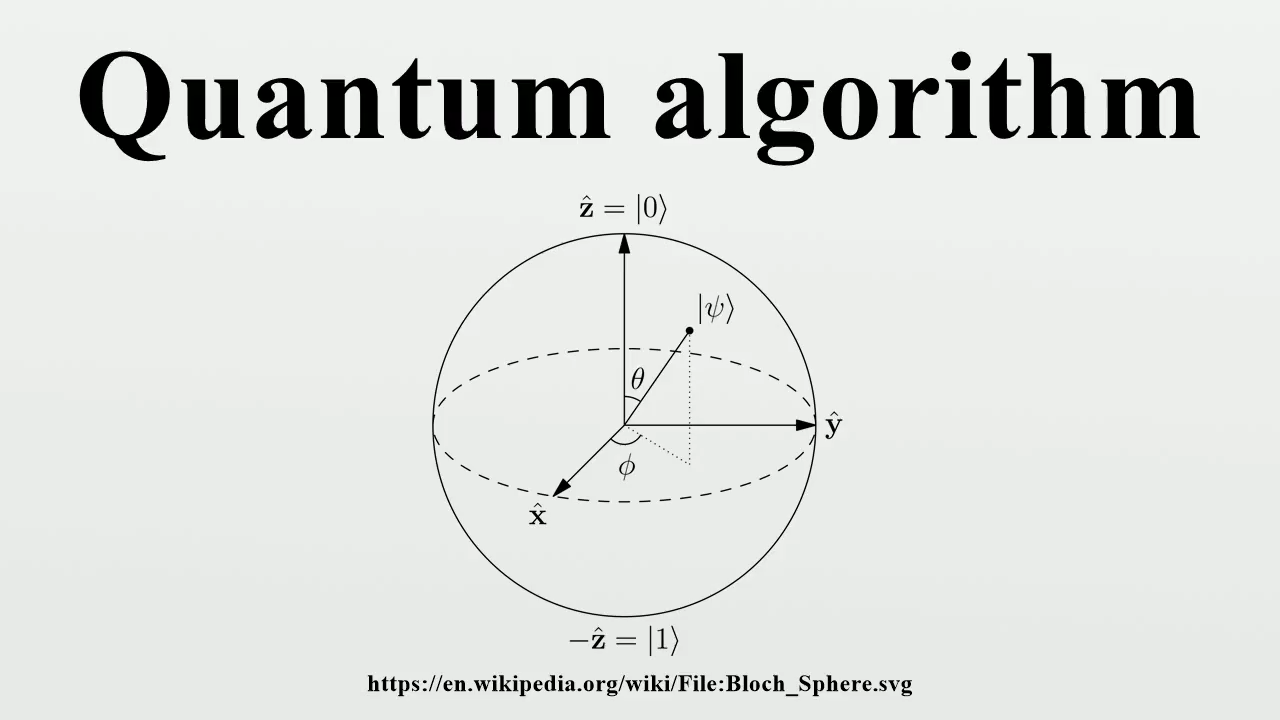 Quantum algorithm
ẑ = |0⟩
|ψ⟩
θ
ŷ
ϕ
x̂
−ẑ = |1⟩
https://en.wikipedia.org/wiki/File:Bloch_Sphere.svg